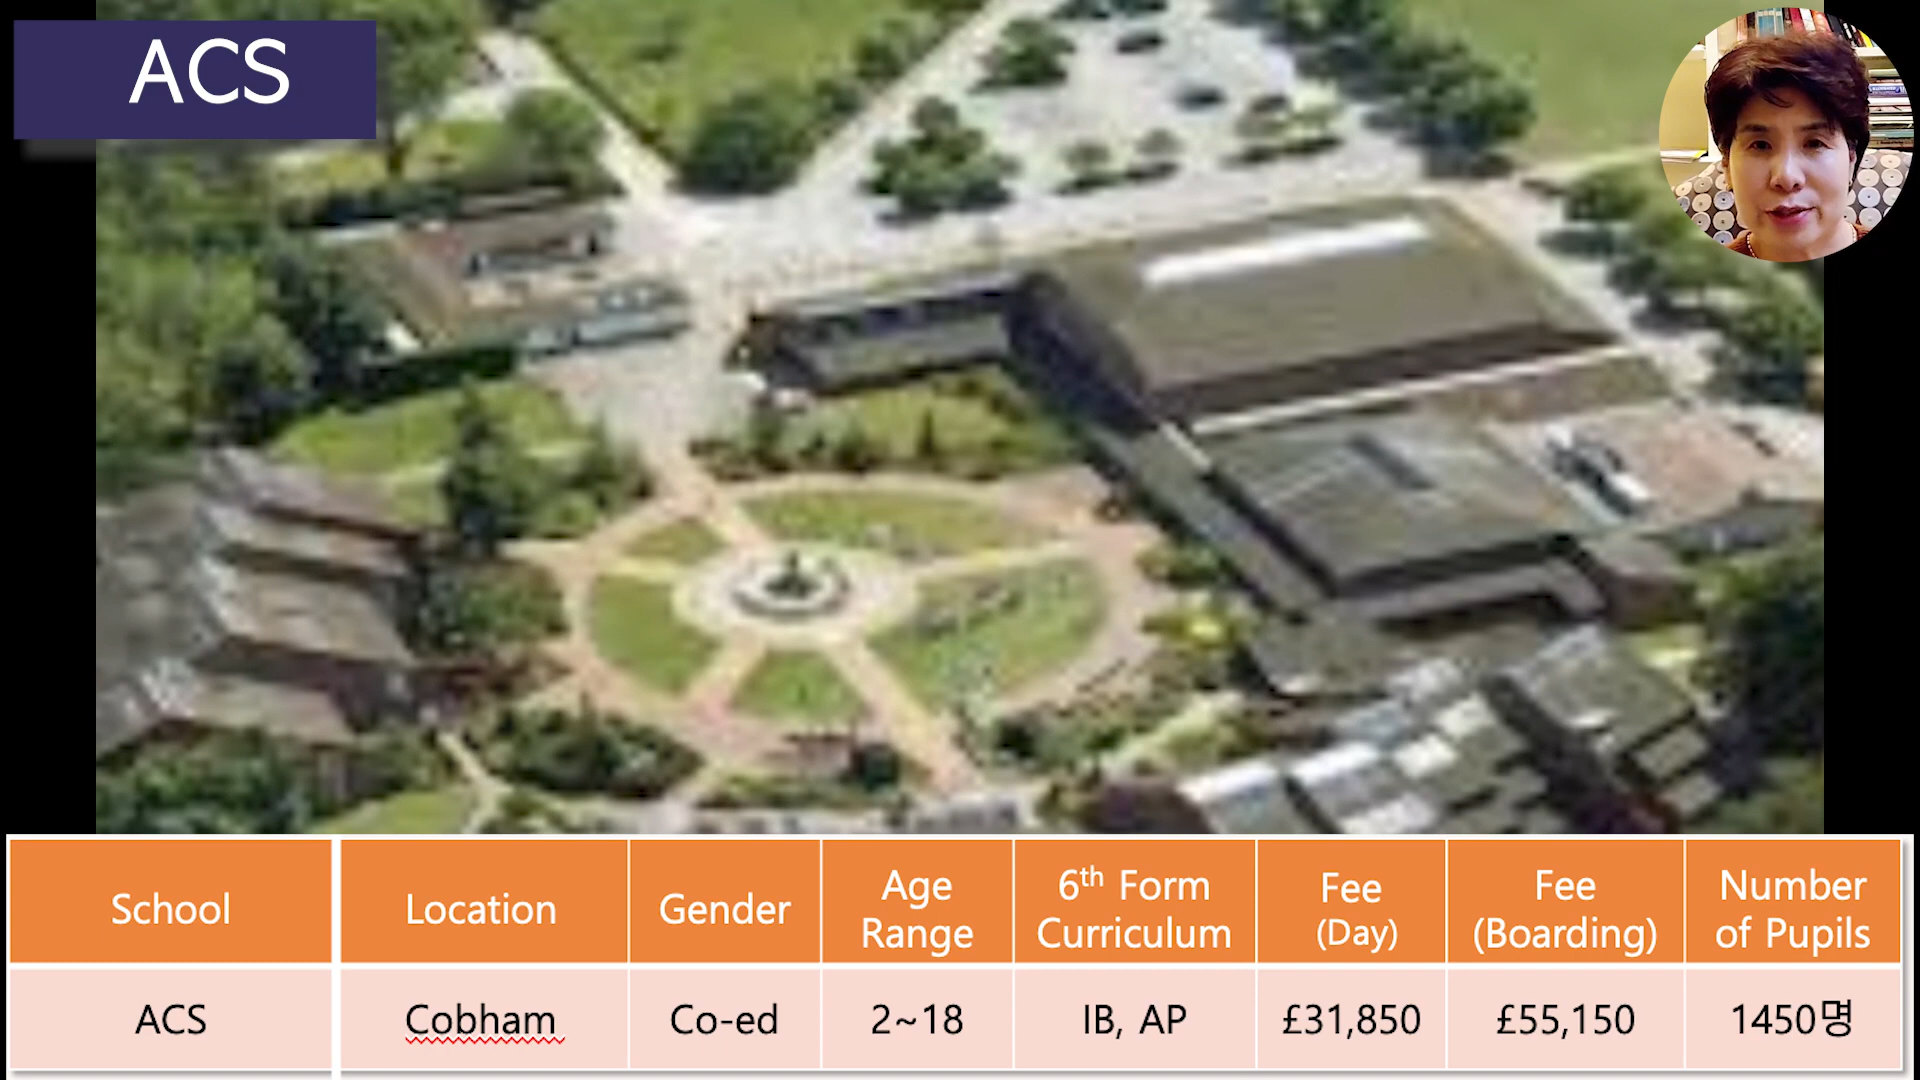 ACS
School
Location
Gender
Age
Range
6th Form
Curriculum
Fee
(Day)
Fee
(Boarding)
Number
of Pupils
ACS
Cobham
Co-ed
2~18
IB, AP
£31,850
£55,150
1450명